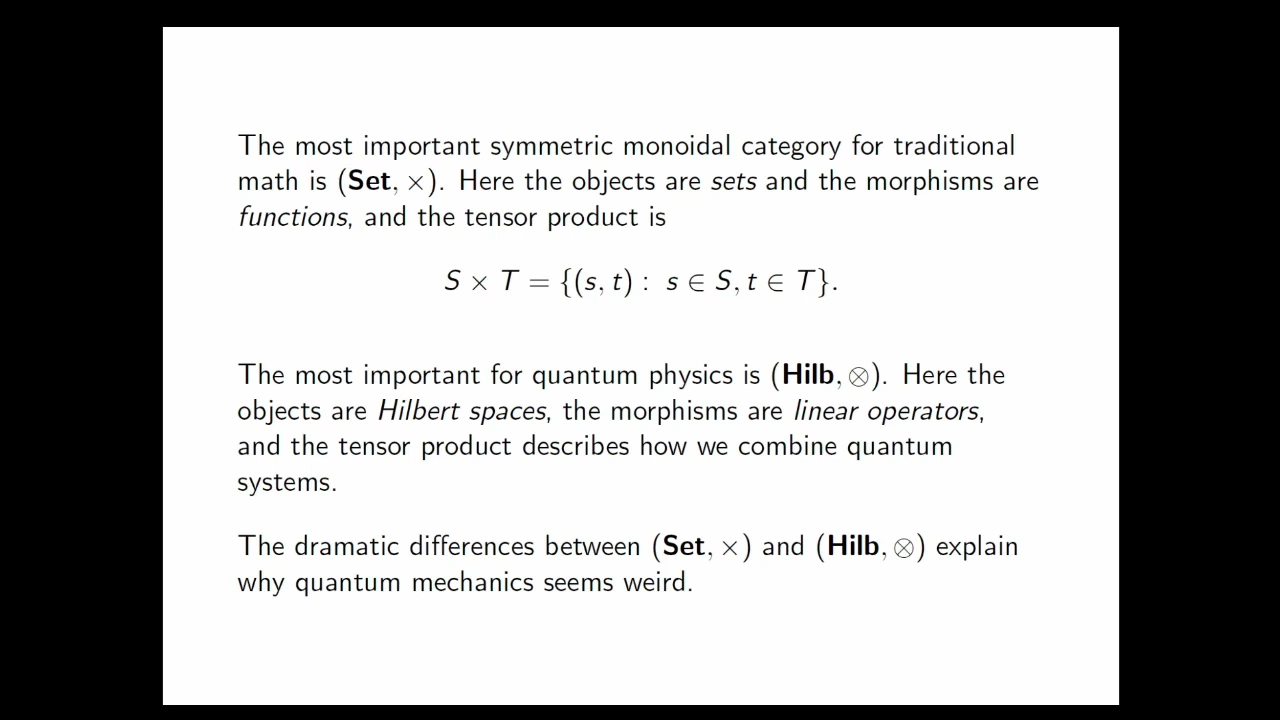 The most important symmetric monoidal category for traditional
math is (Set, ×). Here the objects are sets and the morphisms are
functions, and the tensor product is
S × T = {(s, t) : s ∈ S, t ∈ T}.
The most important for quantum physics is (Hilb, ⊗). Here the
objects are Hilbert spaces, the morphisms are linear operators,
and the tensor product describes how we combine quantum
systems.
The dramatic differences between (Set, ×) and (Hilb, ⊗) explain
why quantum mechanics seems weird.